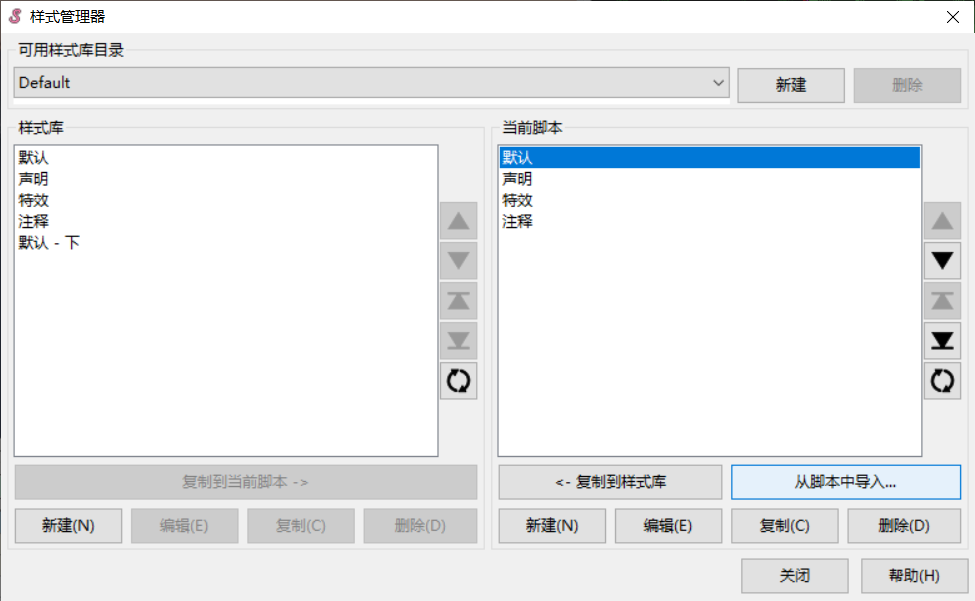 样式管理器
可用样式库目录
Default
新建
删除
样式库
默认
声明
特效
注释
默认 - 下
复制到当前脚本 ->
新建(N)
编辑(E)
复制(C)
删除(D)
当前脚本
默认
声明
特效
注释
<- 复制到样式库
从脚本中导入...
新建(N)
编辑(E)
复制(C)
删除(D)
关闭
帮助(H)